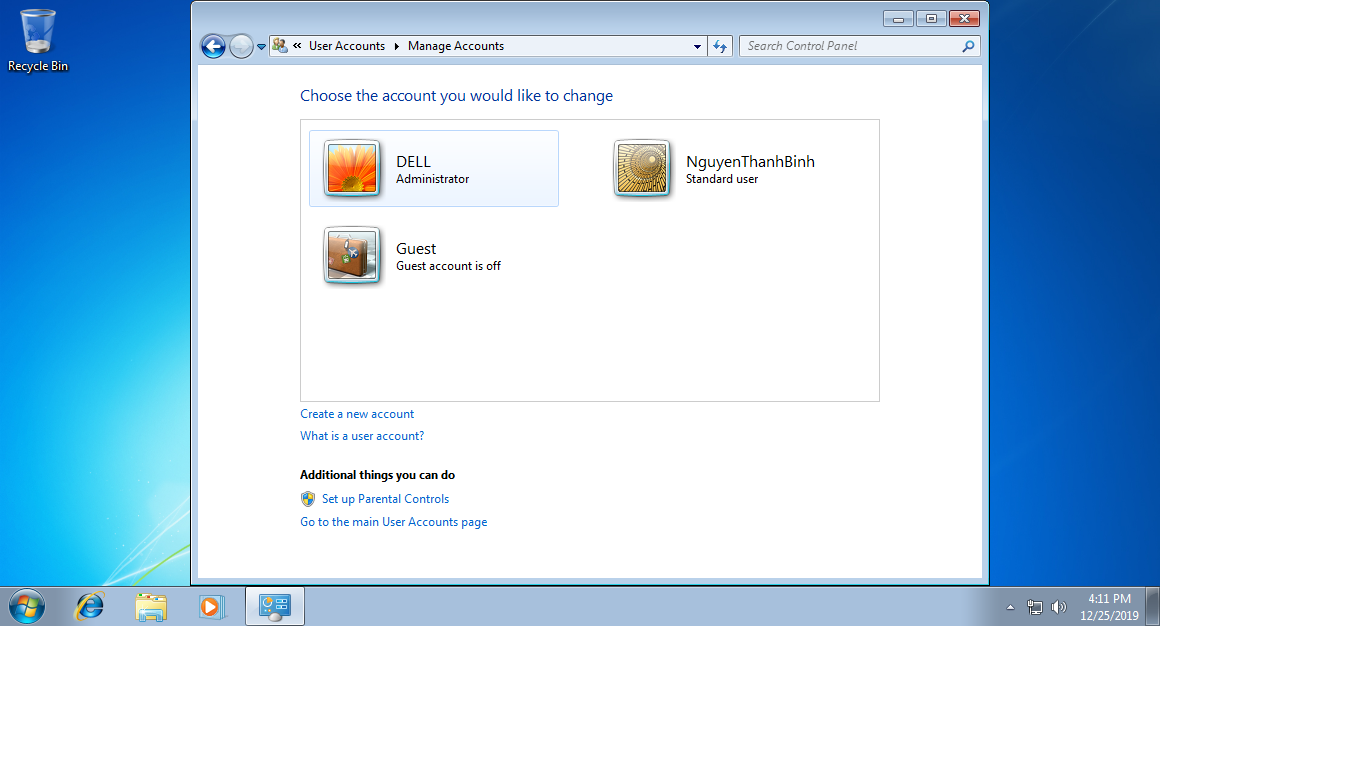 Recycle Bin
« User Accounts Manage Accounts
Search Control Panel
Choose the account you would like to change
DELL
Administrator
NguyenThanhBinh
Standard user
Guest
Guest account is off
Create a new account
What is a user account?
Additional things you can do
Set up Parental Controls
Go to the main User Accounts page
4:11 PM
12/25/2019